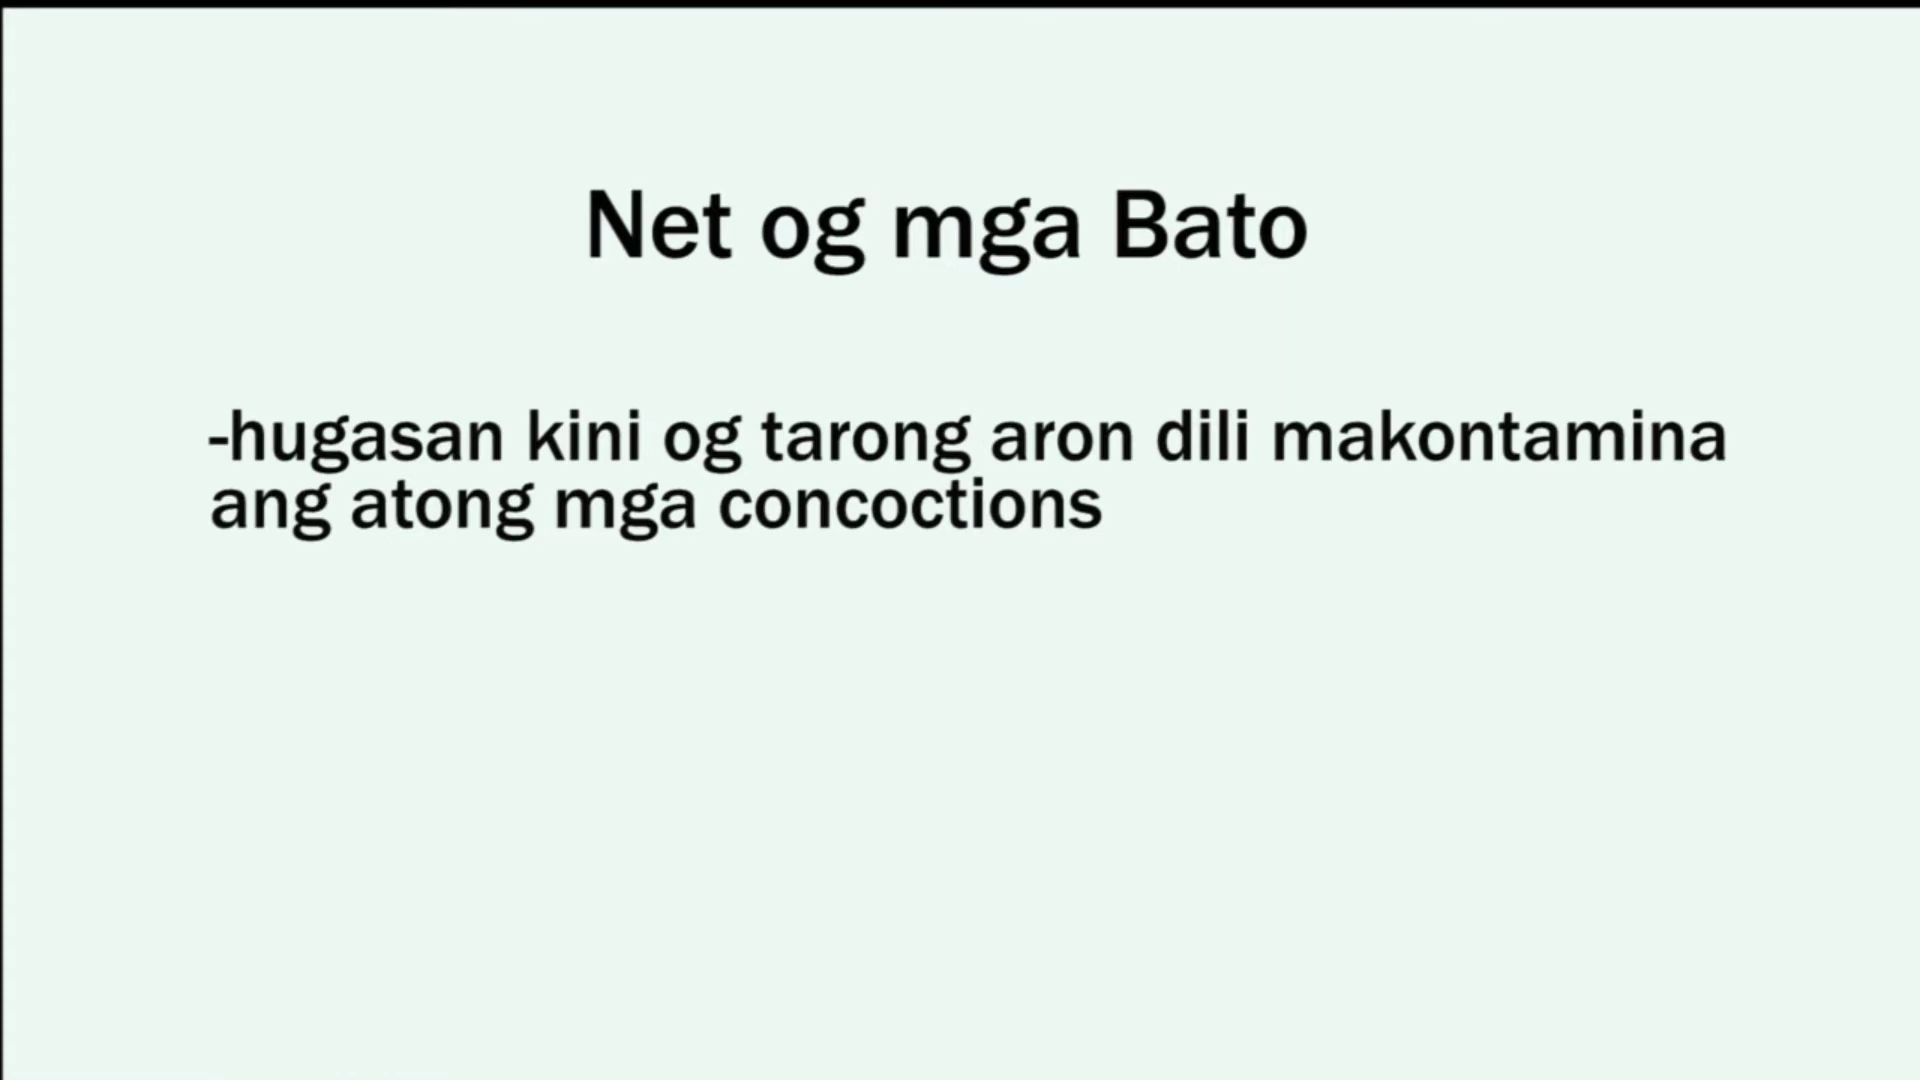 Net og mga Bato
-hugasan kini og tarong aron dili makontamina
ang atong mga concoctions